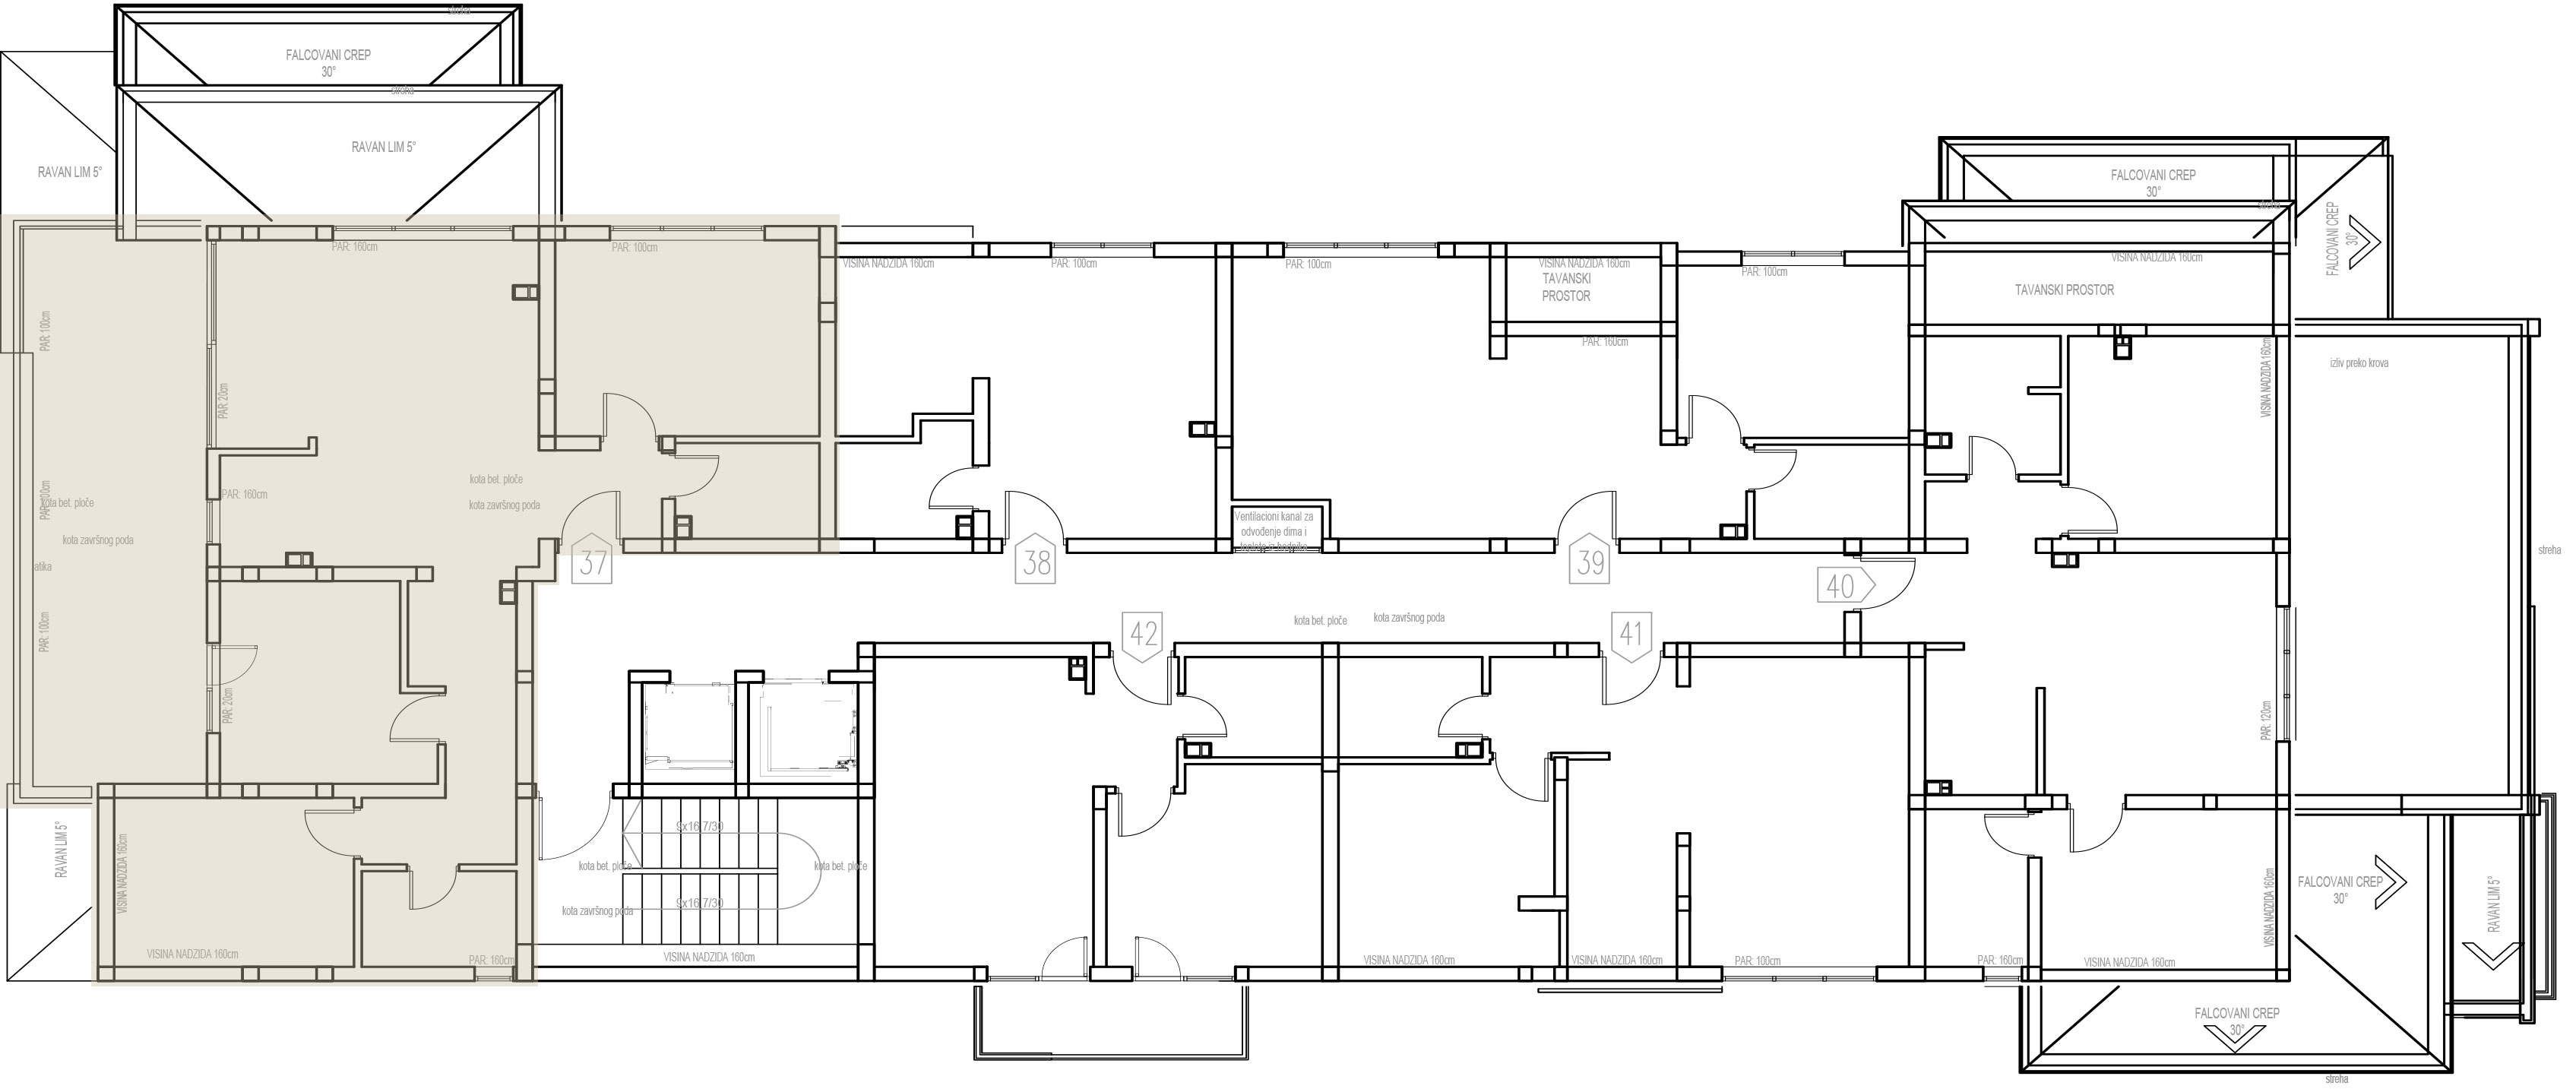 streha
FALCOVANI CREP
30°
streha
RAVAN LIM 5°
RAVAN LIM 5°
FALCOVANI CREP
30°
streha
FALCOVANI CREP
30°
PAR: 160cm
PAR: 100cm
VISINA NADZIDA 160cm
PAR: 100cm
PAR: 100cm
VISINA NADZIDA 160cm
TAVANSKI
PROSTOR
PAR: 100cm
VISINA NADZIDA 160cm
TAVANSKI PROSTOR
PAR: 100cm
PAR: 160cm
VISINA NADZIDA 160cm
izliv preko krova
PAR: 20cm
kota bet. ploče
kota završnog poda
PAR: 160cm
PAR: 100cm
kota bet. ploče
kota završnog poda
Ventilacioni kanal za
odvođenje dima i
atika
37
38
39
40
streha
PAR: 100cm
42
kota bet. ploče
kota završnog poda
41
PAR: 20cm
PAR: 120cm
RAVAN LIM 5°
VISINA NADZIDA 160cm
9x16,7/30
kota bet. ploče
kota bet. ploče
9x16,7/30
kota završnog poda
VISINA NADZIDA 160cm
FALCOVANI CREP
30°
RAVAN LIM 5°
VISINA NADZIDA 160cm
PAR: 160cm
VISINA NADZIDA 160cm
VISINA NADZIDA 160cm
VISINA NADZIDA 160cm
PAR: 100cm
PAR: 160cm
VISINA NADZIDA 160cm
FALCOVANI CREP
30°
streha